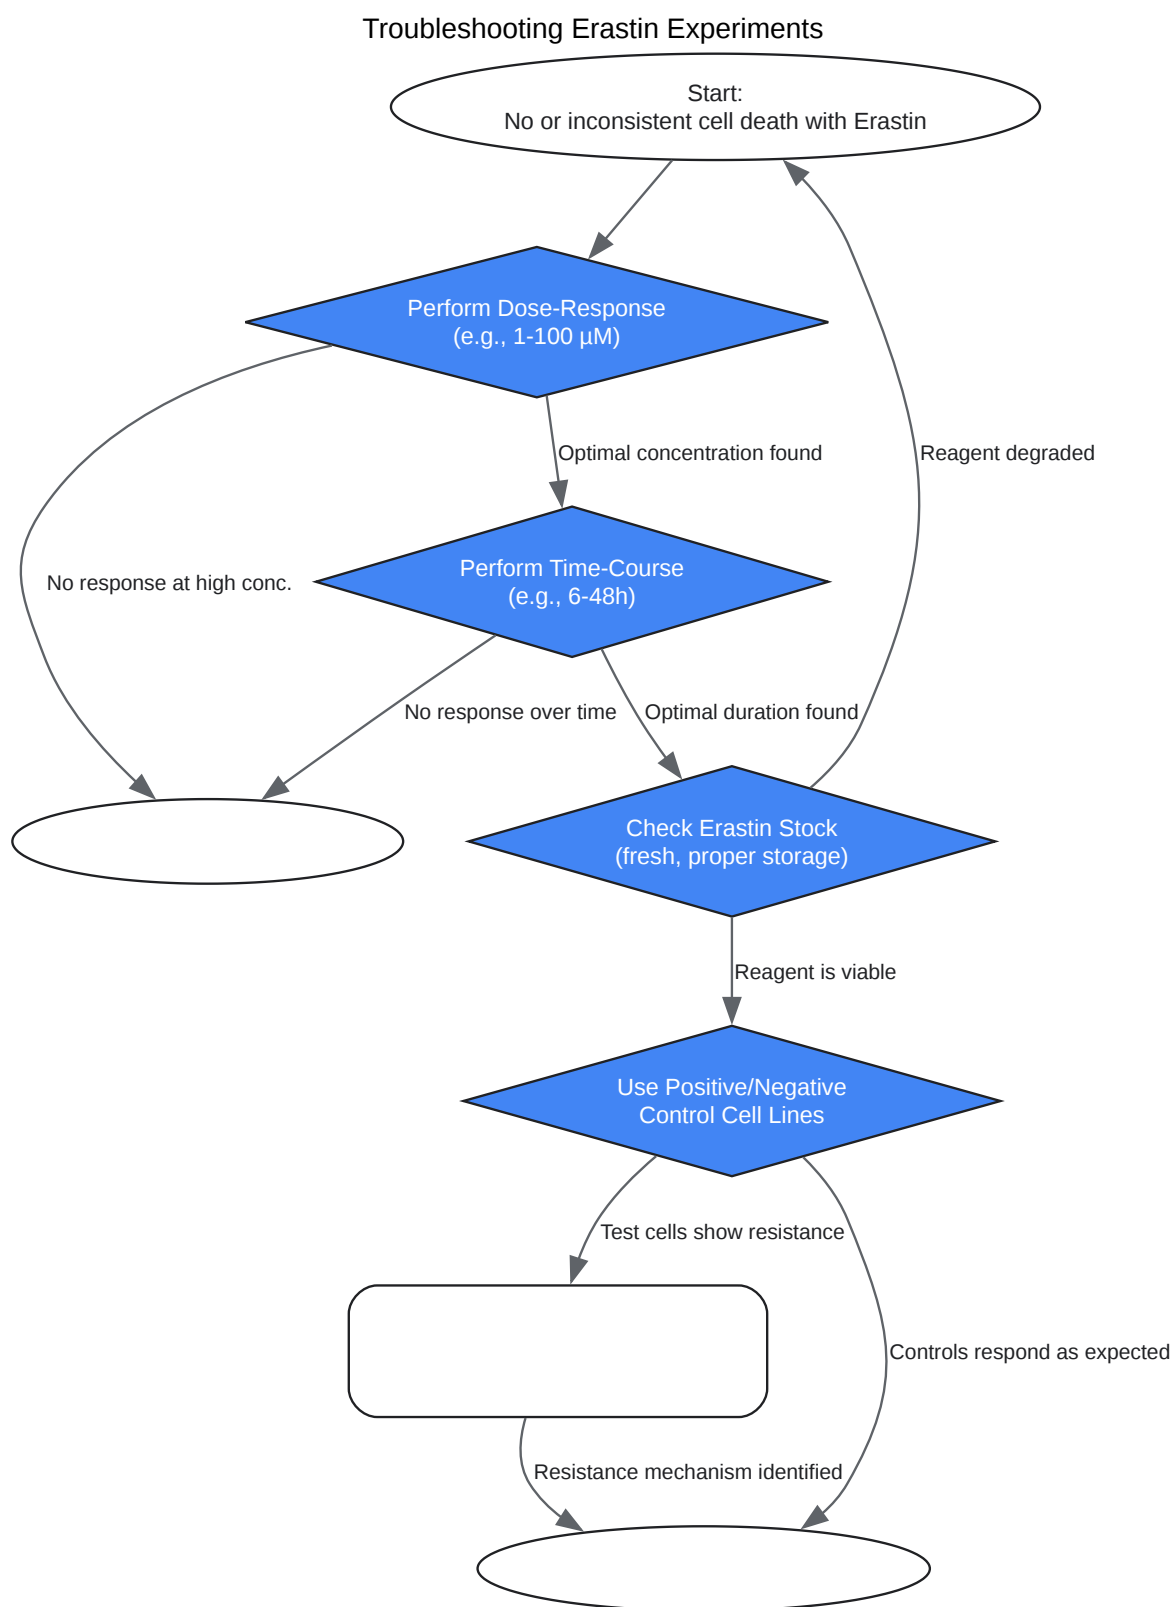 Troubleshooting Erastin Experiments
Start:
No or inconsistent cell death with Erastin
Perform Dose-Response
(e.g., 1-100 µM)
Optimal concentration found
Reagent degraded
Perform Time-Course
(e.g., 6-48h)
No response at high conc.
No response over time
Optimal duration found
Check Erastin Stock
(fresh, proper storage)
Reagent is viable
Use Positive/Negative
Control Cell Lines
Test cells show resistance
Controls respond as expected
Resistance mechanism identified